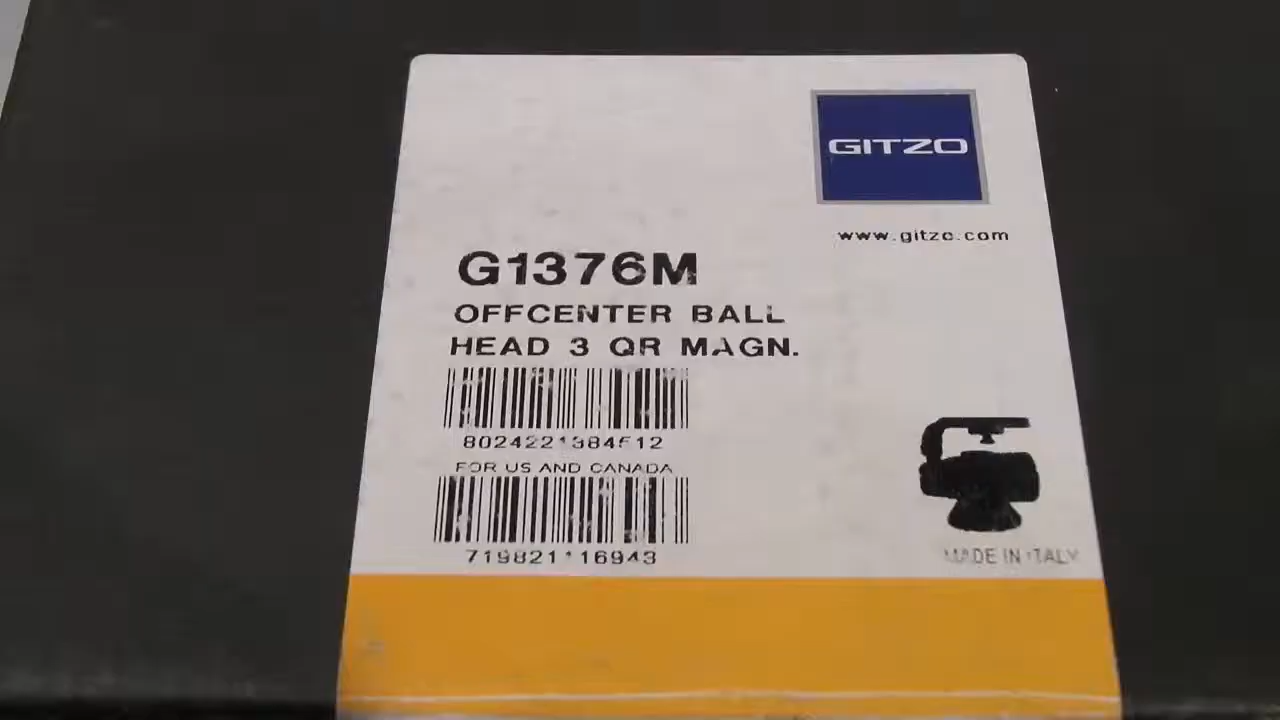 GITZO
www.gitzo.com
G1376M
OFFCENTER BALL
HEAD 3 QR MAGN.
FOR US AND CANADA
MADE IN ITALY